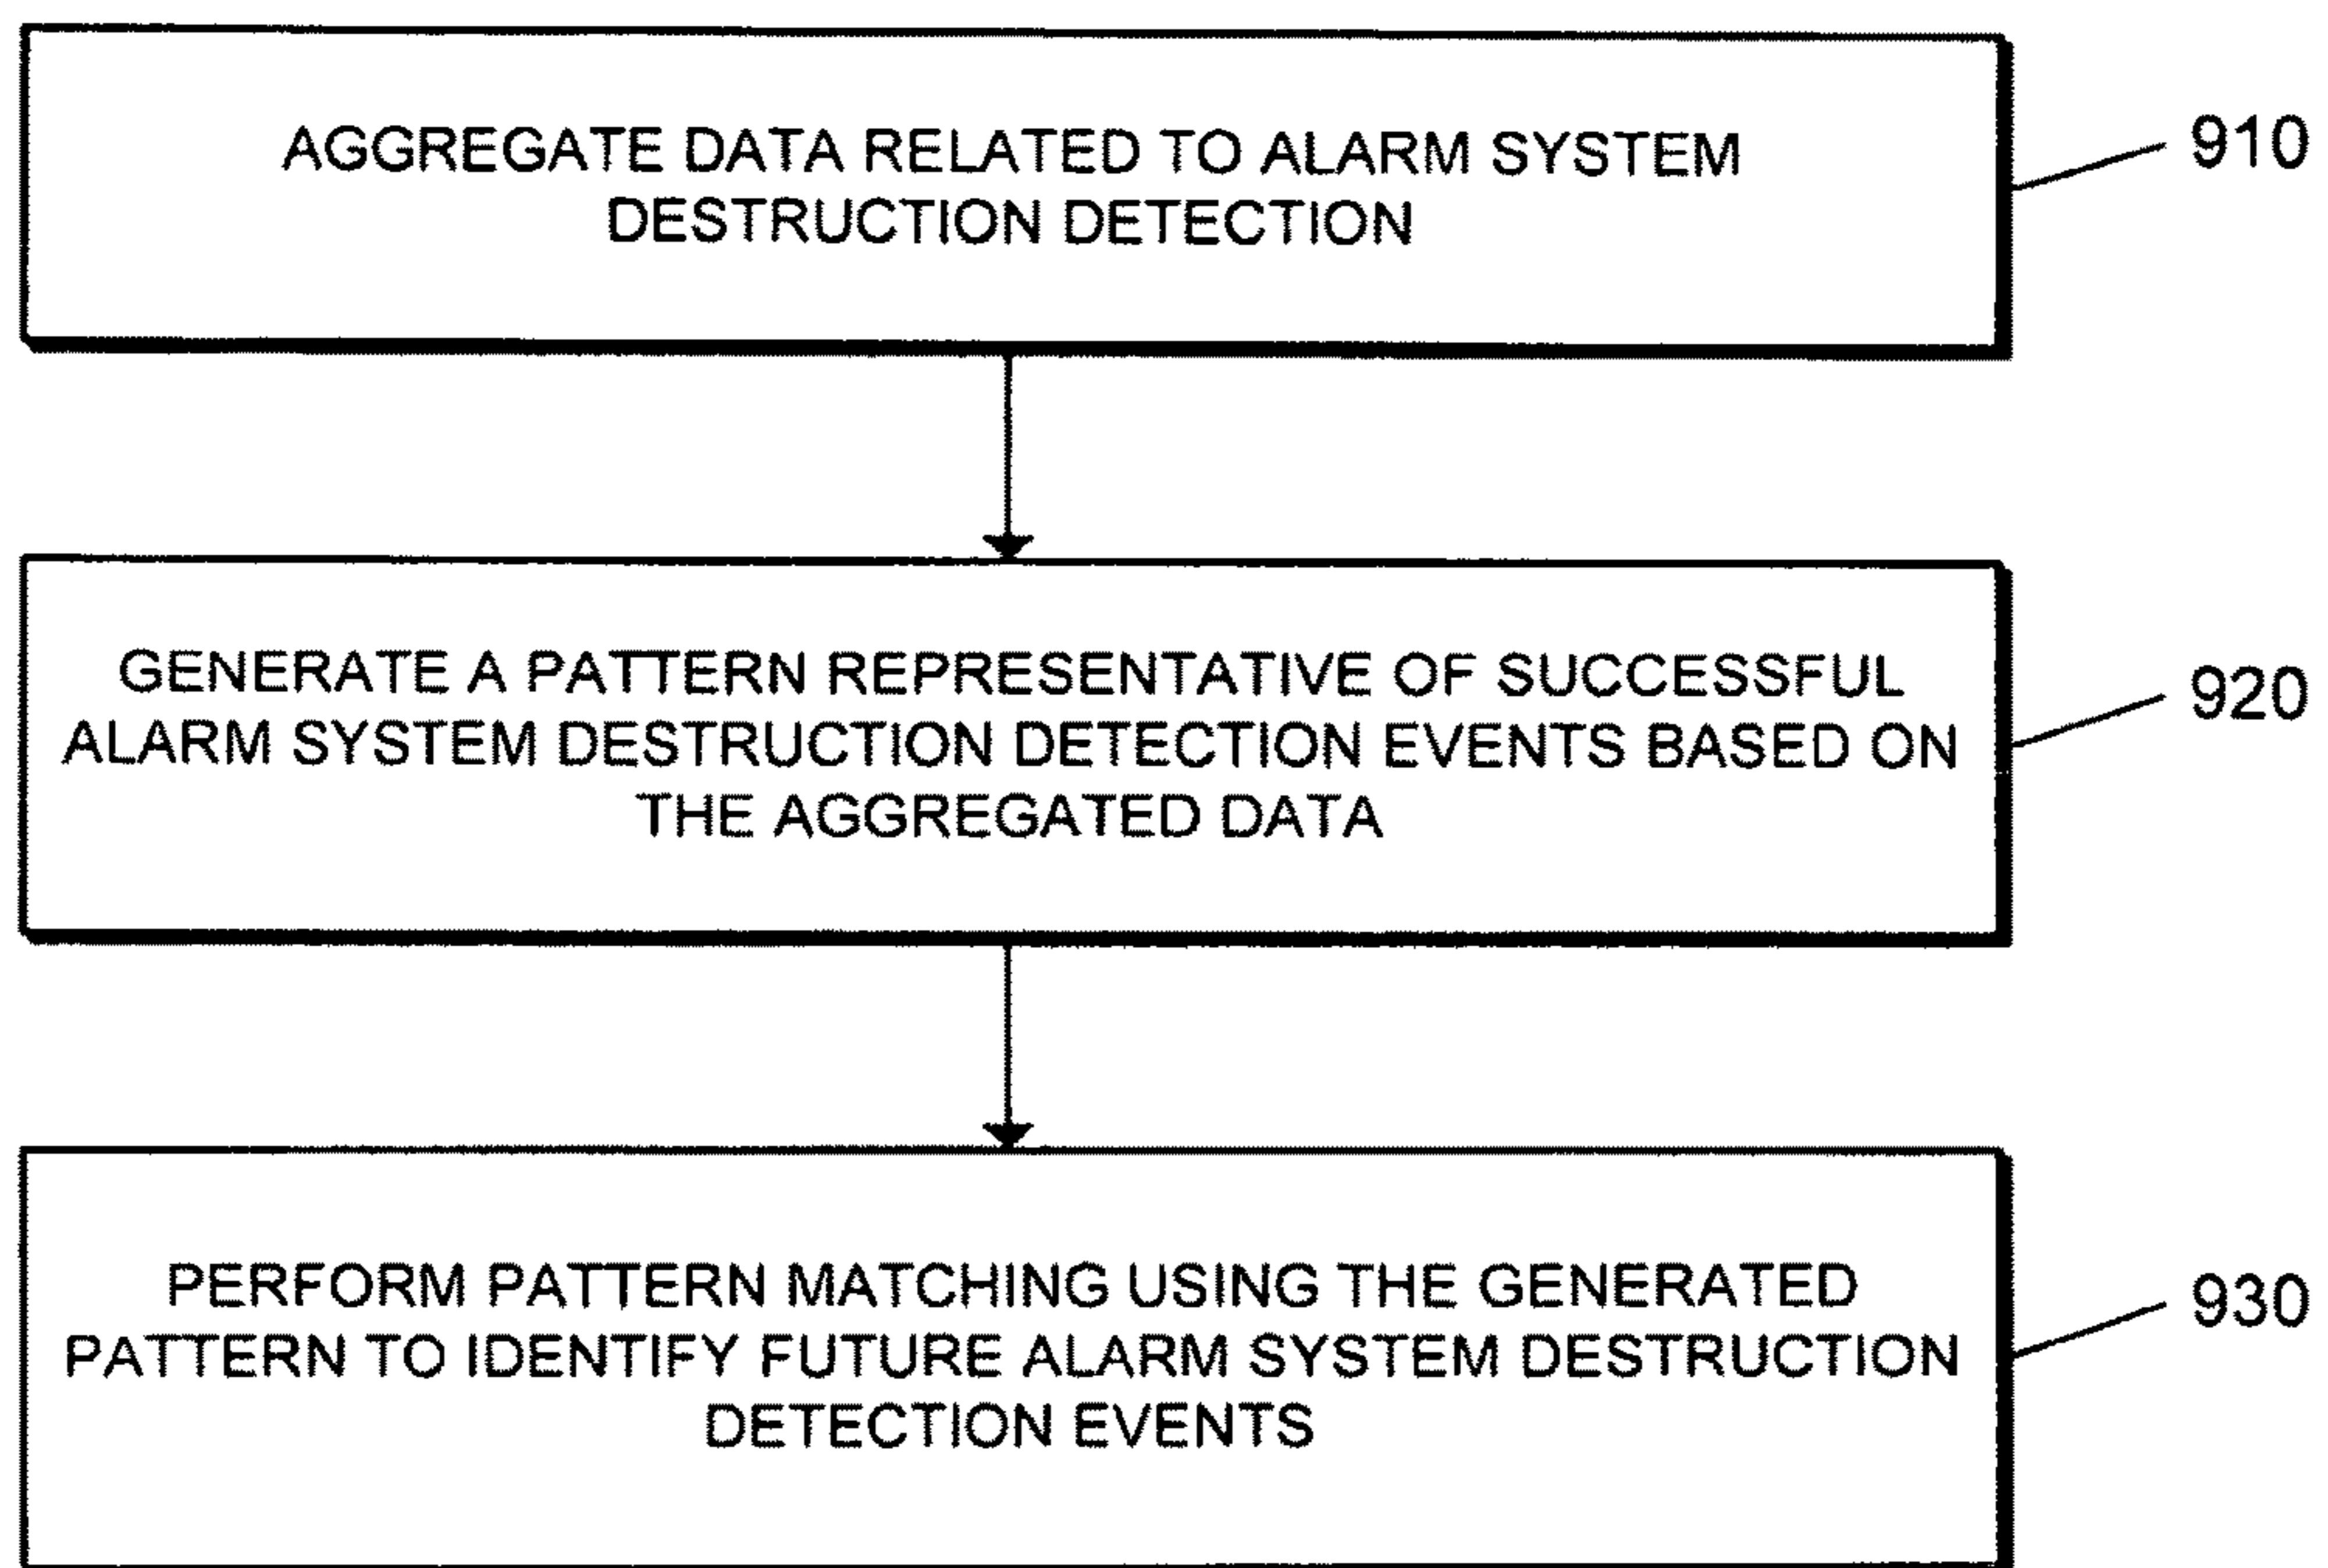 AGGREGATE DATA RELATED TO ALARM SYSTEM
DESTRUCTION DETECTION
910
GENERATE A PATTERN REPRESENTATIVE OF SUCCESSFUL
ALARM SYSTEM DESTRUCTION DETECTION EVENTS BASED ON
THE AGGREGATED DATA
920
PERFORM PATTERN MATCHING USING THE GENERATED
PATTERN TO IDENTIFY FUTURE ALARM SYSTEM DESTRUCTION
DETECTION EVENTS
930